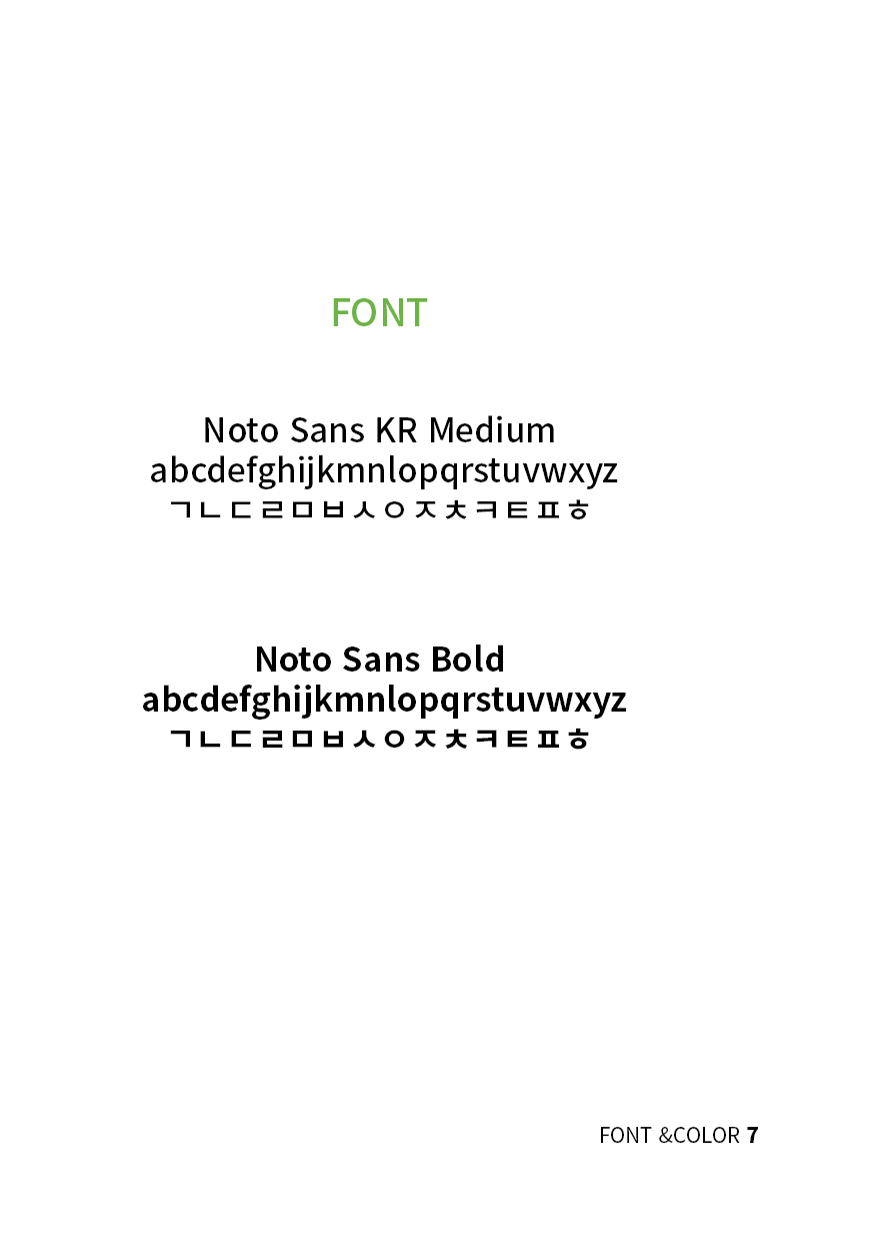 FONT
Noto Sans KR Medium
abcdefghijkmnlopqrstuvwxyz
ㄱㄴㄷㄹㅁㅂㅅㅇㅈㅊㅋㅌㅍㅎ
Noto Sans Bold
abcdefghijkmnlopqrstuvwxyz
ㄱㄴㄷㄹㅁㅂㅅㅇㅈㅊㅋㅌㅍㅎ
FONT &COLOR 7